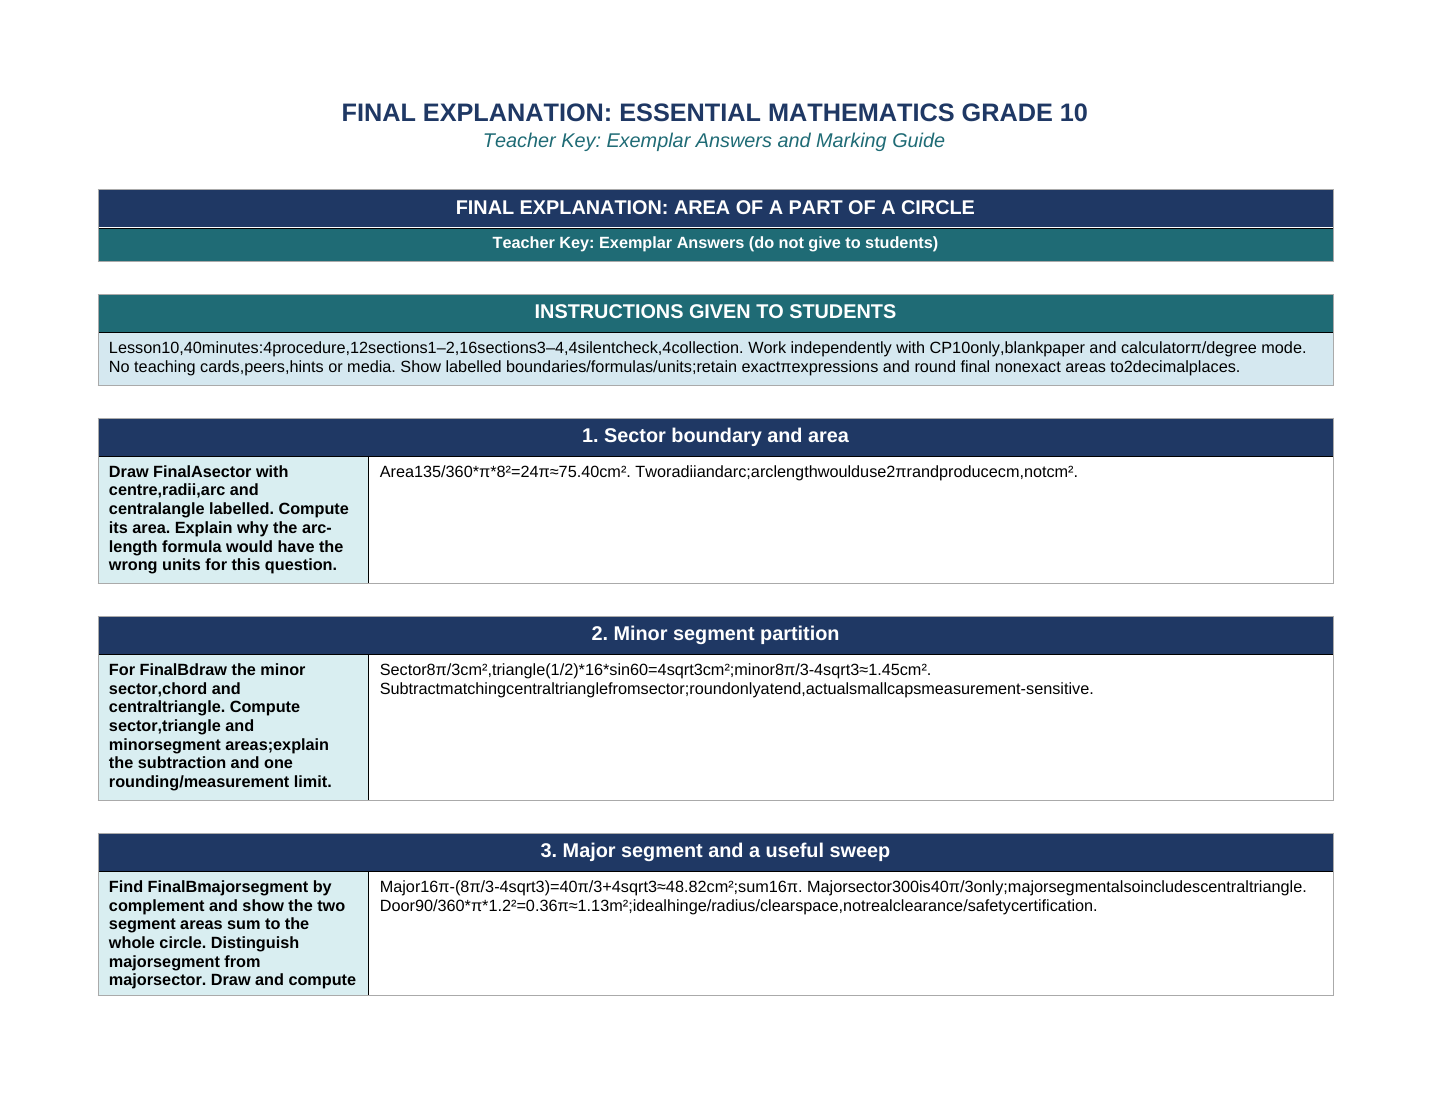 FINAL EXPLANATION: ESSENTIAL MATHEMATICS GRADE 10
Teacher Key: Exemplar Answers and Marking Guide
FINAL EXPLANATION: AREA OF A PART OF A CIRCLE
Teacher Key: Exemplar Answers (do not give to students)
INSTRUCTIONS GIVEN TO STUDENTS
Lesson10,40minutes:4procedure,12sections1–2,16sections3–4,4silentcheck,4collection. Work independently with CP10only,blankpaper and calculatorπ/degree mode.
No teaching cards,peers,hints or media. Show labelled boundaries/formulas/units;retain exactπexpressions and round final nonexact areas to2decimalplaces.
1. Sector boundary and area
Draw FinalAsector with
centre,radii,arc and
centralangle labelled. Compute
its area. Explain why the arc-
length formula would have the
wrong units for this question.
Area135/360*π*8²=24π≈75.40cm². Tworadiiandarc;arclengthwoulduse2πrandproducecm,notcm².
2. Minor segment partition
For FinalBdraw the minor
sector,chord and
centraltriangle. Compute
sector,triangle and
minorsegment areas;explain
the subtraction and one
rounding/measurement limit.
Sector8π/3cm²,triangle(1/2)*16*sin60=4sqrt3cm²;minor8π/3-4sqrt3≈1.45cm².
Subtractmatchingcentraltrianglefromsector;roundonlyatend,actualsmallcapsmeasurement-sensitive.
3. Major segment and a useful sweep
Find FinalBmajorsegment by
complement and show the two
segment areas sum to the
whole circle. Distinguish
majorsegment from
majorsector. Draw and compute
Major16π-(8π/3-4sqrt3)=40π/3+4sqrt3≈48.82cm²;sum16π. Majorsector300is40π/3only;majorsegmentalsoincludescentraltriangle.
Door90/360*π*1.2²=0.36π≈1.13m²;idealhinge/radius/clearspace,notrealclearance/safetycertification.